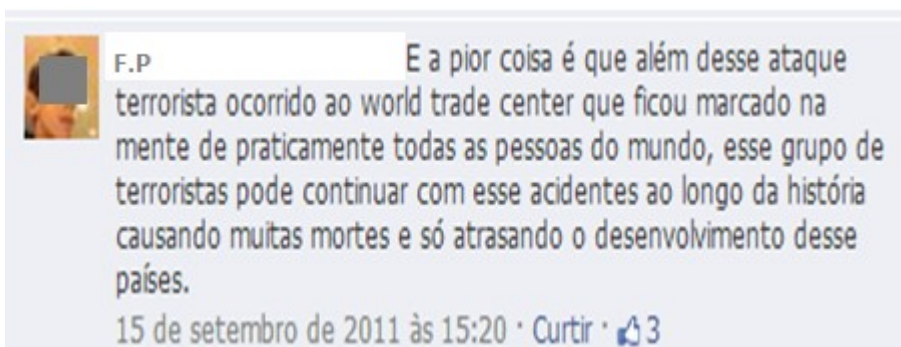 F.P E a pior coisa é que além desse ataque
terrorista ocorrido ao world trade center que ficou marcado na
mente de praticamente todas as pessoas do mundo, esse grupo de
terroristas pode continuar com esse acidentes ao longo da história
causando muitas mortes e só atrasando o desenvolvimento desse
países.
15 de setembro de 2011 às 15:20 · Curtir · 3